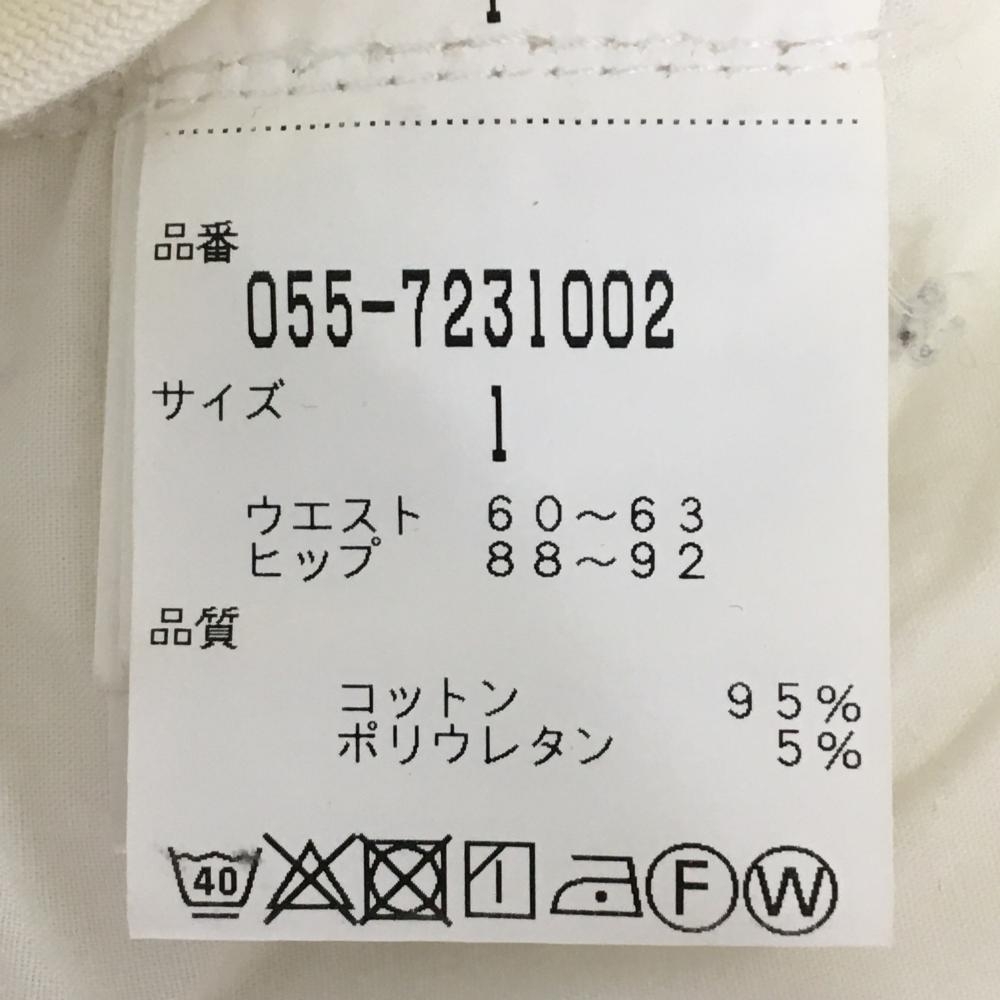 品番
055-7231002
サイズ
1
ウエスト 60～63
ヒップ 88～92
品質
コットン 95%
ポリウレタン 5%
40 F W